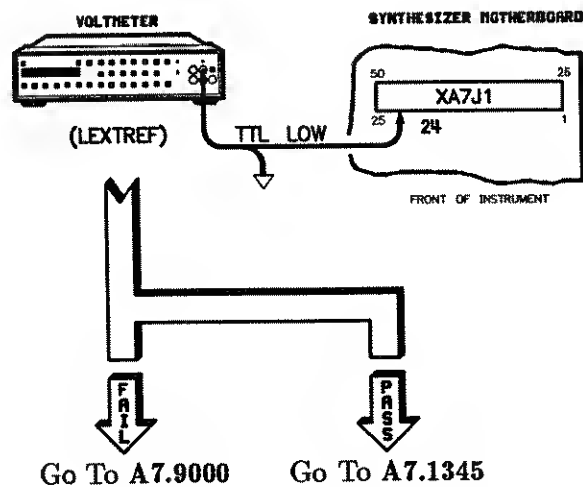 VOLTMETER
SYNTHESIZER MOTHERBOARD
50 25
XA7J1
25 24 1
(LEXTREF)
TTL LOW
FRONT OF INSTRUMENT
FAIL
PASS
Go To A7.9000
Go To A7.1345